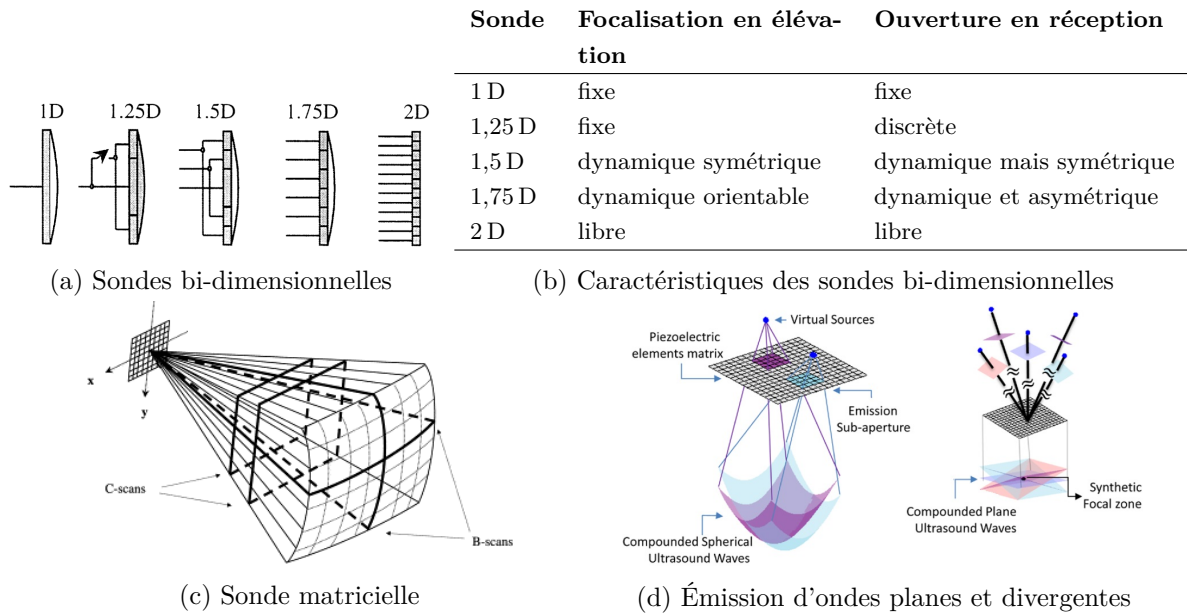 1D 1.25D 1.5D 1.75D 2D
(a) Sondes bi-dimensionnelles
Sonde Focalisation en éléva-
tion Ouverture en réception
1 D fixe fixe
1,25 D fixe discrète
1,5 D dynamique symétrique dynamique mais symétrique
1,75 D dynamique orientable dynamique et asymétrique
2 D libre libre
(b) Caractéristiques des sondes bi-dimensionnelles
x
y
C-scans
B-scans
(c) Sonde matricielle
Virtual Sources
Piezoelectric
elements matrix
Emission
Sub-aperture
Compounded Spherical
Ultrasound Waves
Compounded Plane
Ultrasound Waves
Synthetic
Focal zone
(d) Émission d'ondes planes et divergentes